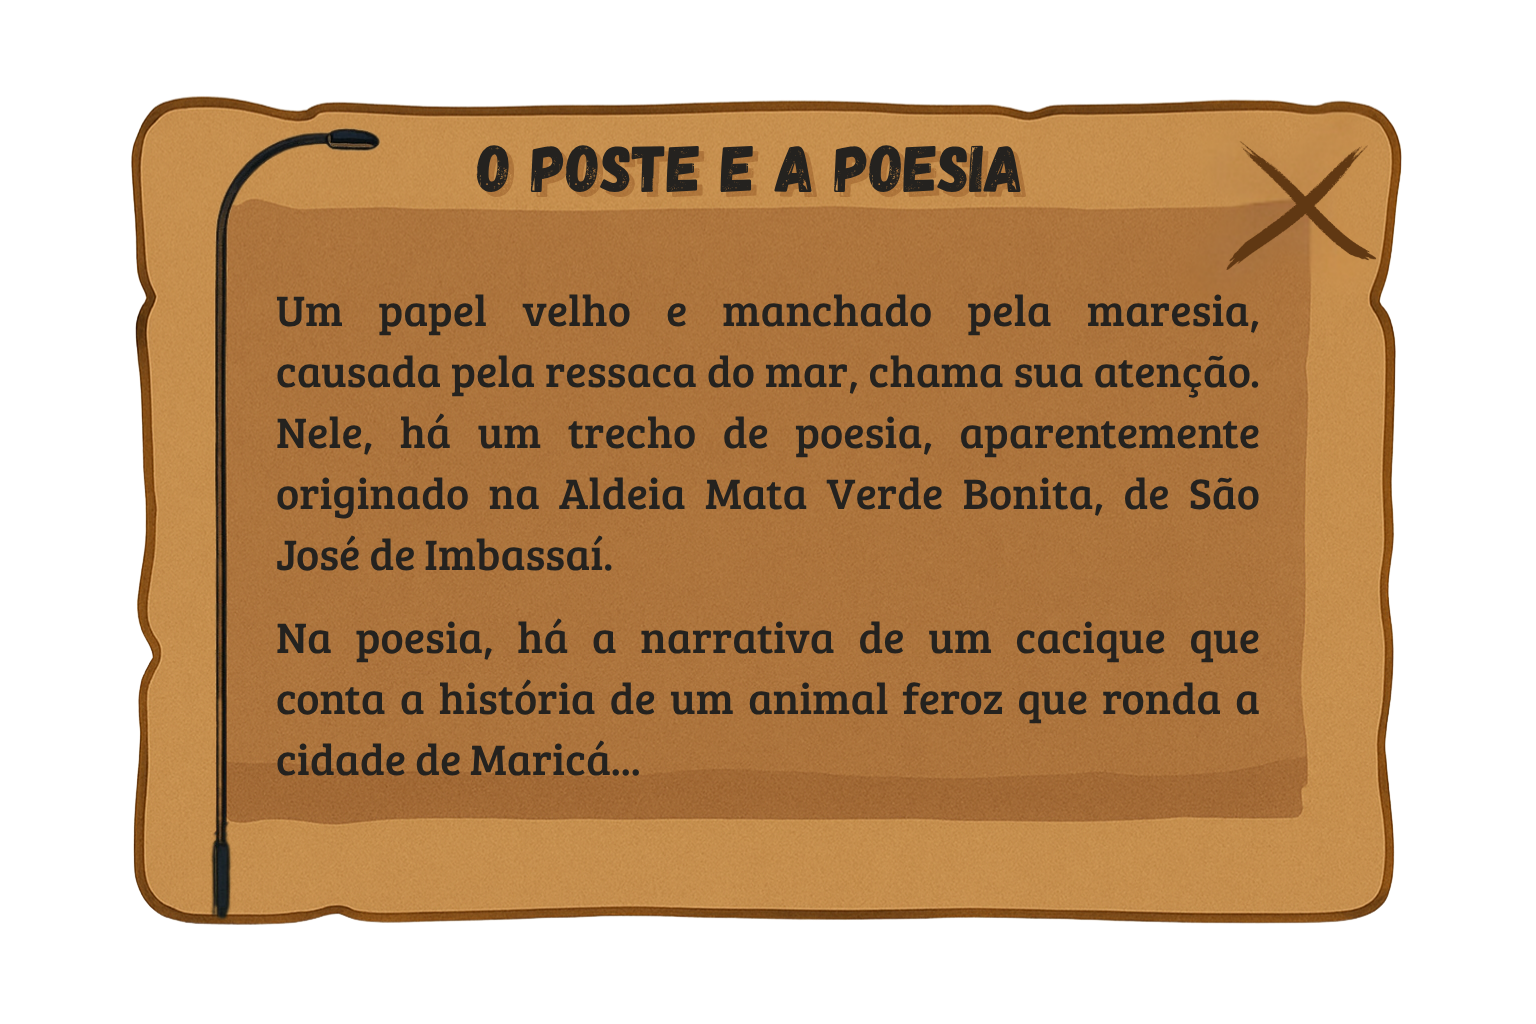 O POSTE E A POESIA
Um papel velho e manchado pela maresia,
causada pela ressaca do mar, chama sua atenção.
Nele, há um trecho de poesia, aparentemente
originado na Aldeia Mata Verde Bonita, de São
José de Imbassaí.
Na poesia, há a narrativa de um cacique que
conta a história de um animal feroz que ronda a
cidade de Maricá...